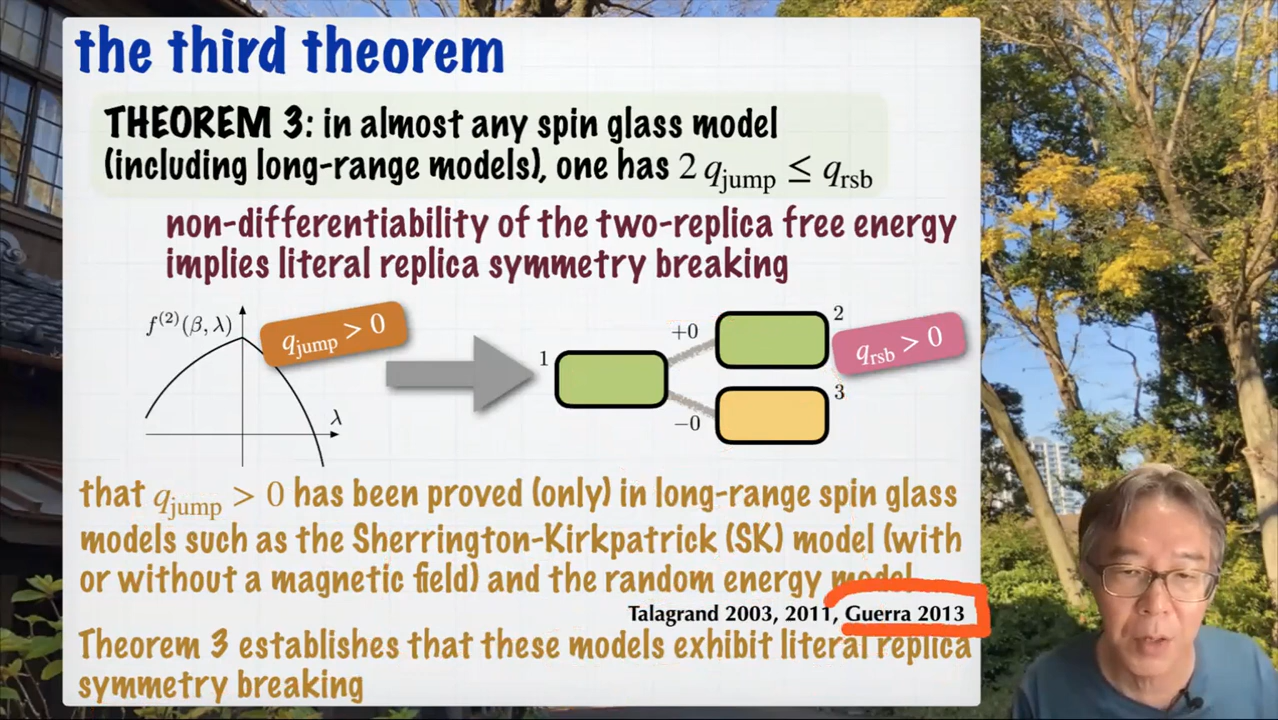 the third theorem
THEOREM 3: in almost any spin glass model
(including long-range models), one has 2 q_jump ≤ q_rsb
non-differentiability of the two-replica free energy
implies literal replica symmetry breaking
f^(2)(β, λ)
q_jump > 0
λ
1
+0
−0
2
3
q_rsb > 0
that q_jump > 0 has been proved (only) in long-range spin glass
models such as the Sherrington-Kirkpatrick (SK) model (with
or without a magnetic field) and the random energy model
Talagrand 2003, 2011, Guerra 2013
Theorem 3 establishes that these models exhibit literal replica
symmetry breaking